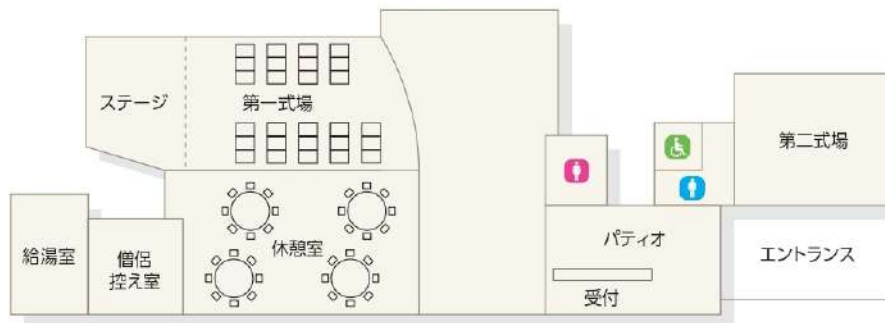 ステージ
第一式場
第二式場
給湯室
僧侶
控え室
休憩室
パティオ
受付
エントランス